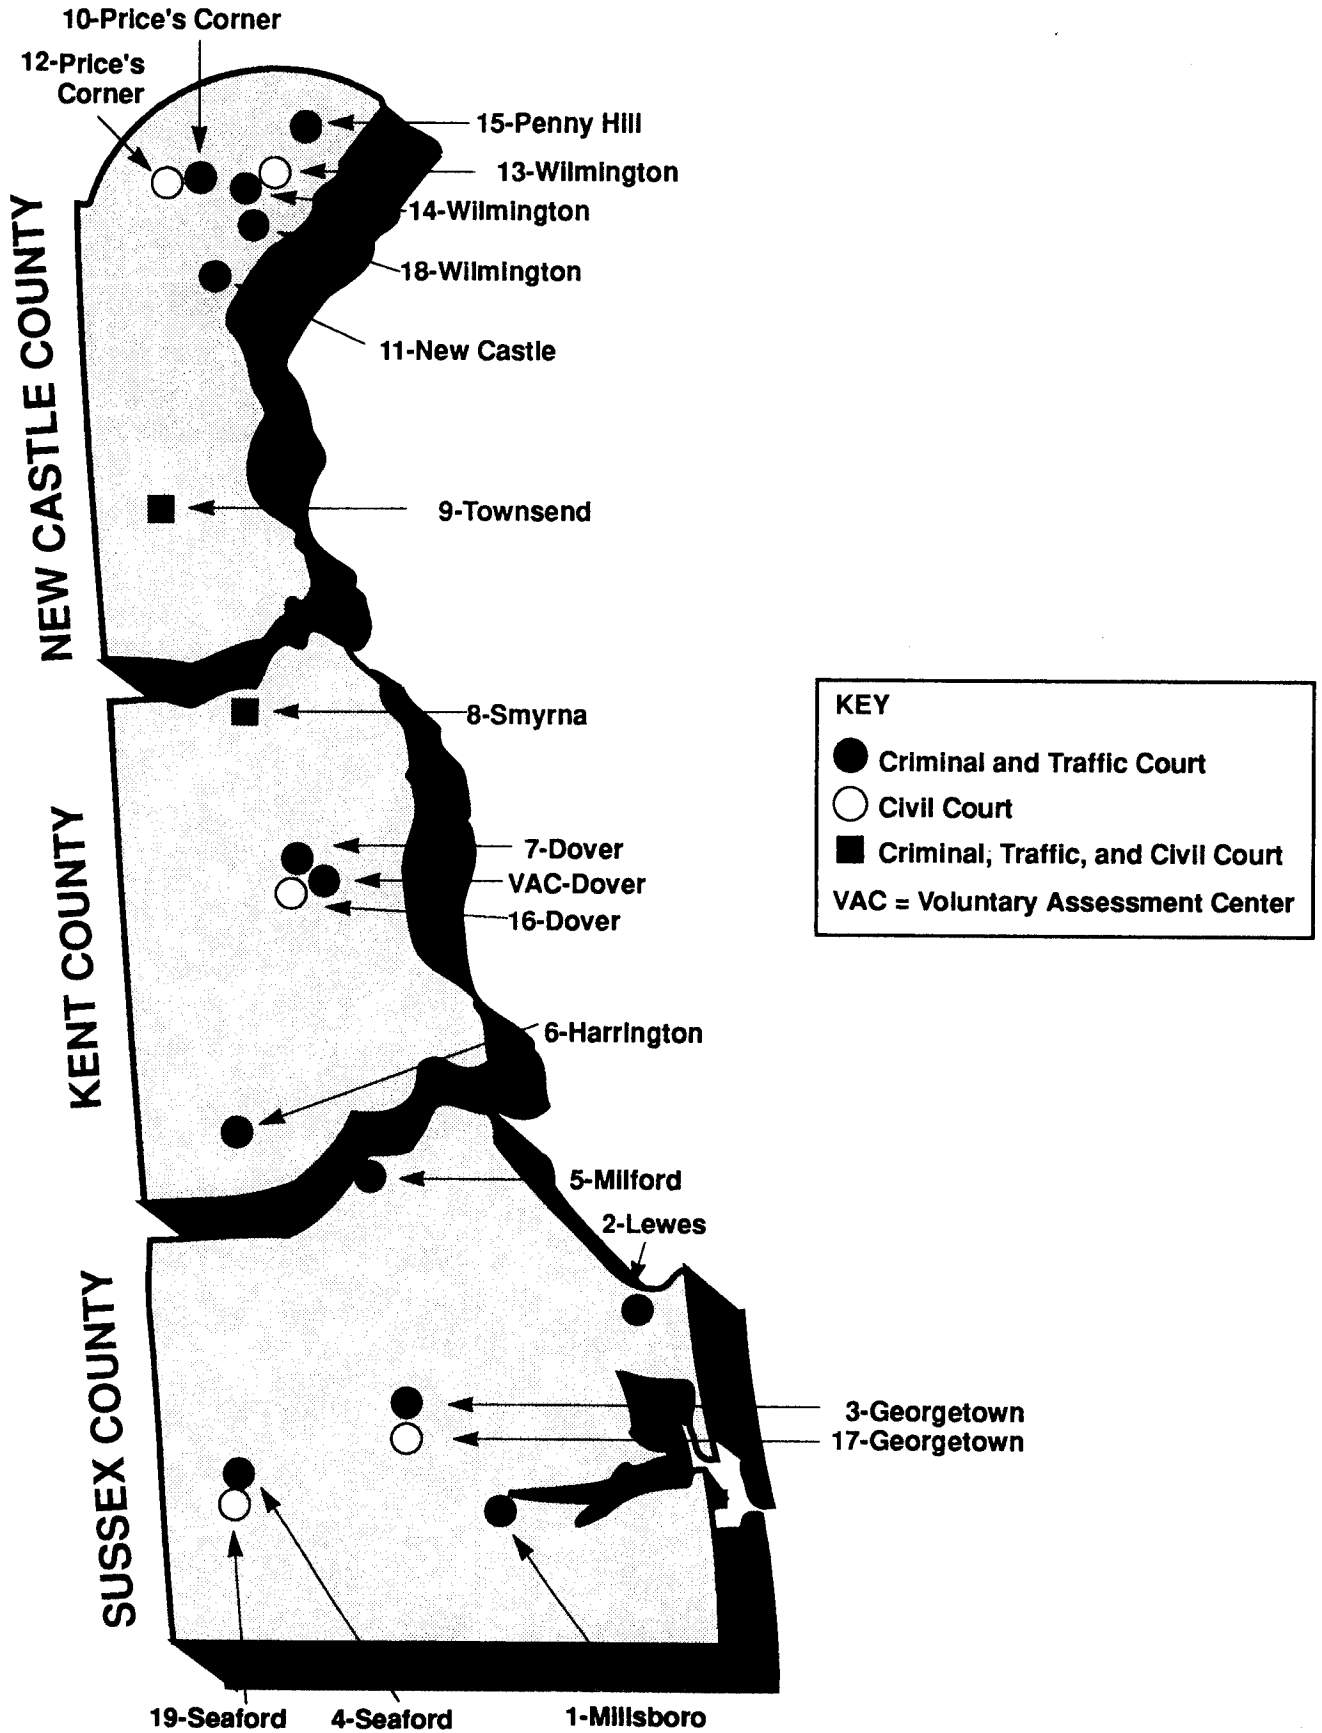 10-Price's Corner
12-Price's
Corner
15-Penny Hill
13-Wilmington
14-Wilmington
18-Wilmington
11-New Castle
NEW CASTLE COUNTY
9-Townsend
8-Smyrna
KEY
Criminal and Traffic Court
Civil Court
Criminal, Traffic, and Civil Court
VAC = Voluntary Assessment Center
7-Dover
VAC-Dover
16-Dover
KENT COUNTY
6-Harrington
5-Milford
2-Lewes
SUSSEX COUNTY
3-Georgetown
17-Georgetown
19-Seaford
4-Seaford
1-Millsboro